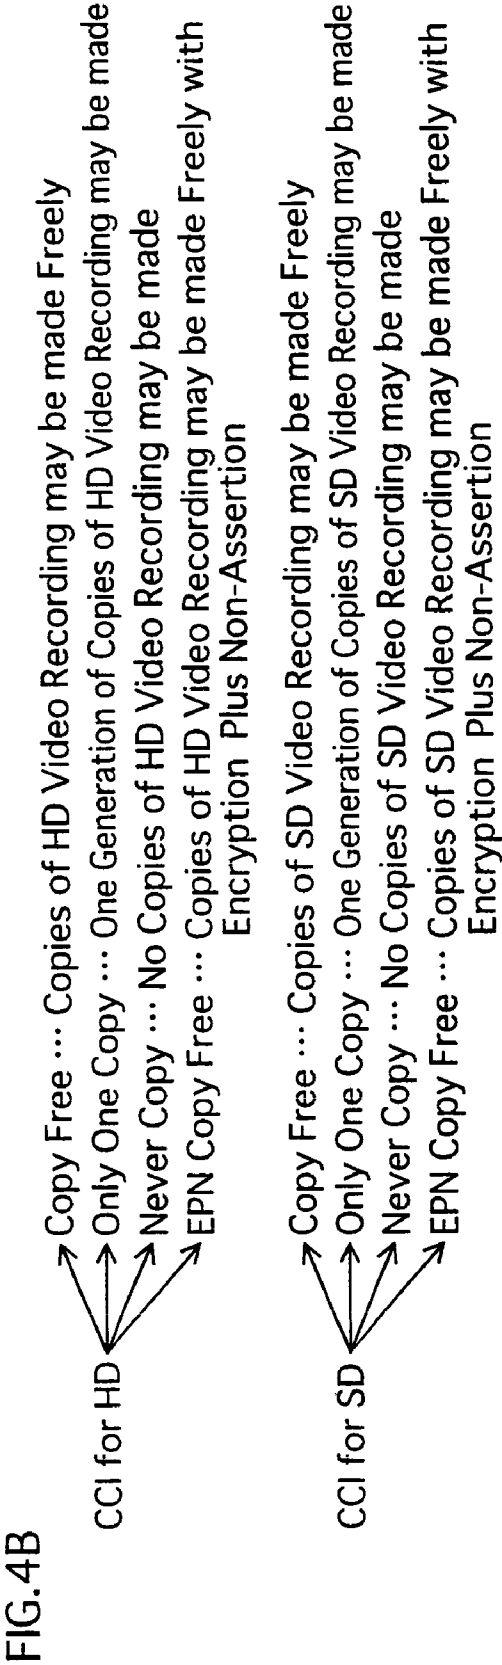 FIG.4B
CCI for HD
Copy Free ··· Copies of HD Video Recording may be made Freely
Only One Copy ··· One Generation of Copies of HD Video Recording may be made
Never Copy ··· No Copies of HD Video Recording may be made
EPN Copy Free ··· Copies of HD Video Recording may be made Freely with
Encryption Plus Non-Assertion
CCI for SD
Copy Free ··· Copies of SD Video Recording may be made Freely
Only One Copy ··· One Generation of Copies of SD Video Recording may be made
Never Copy ··· No Copies of SD Video Recording may be made
EPN Copy Free ··· Copies of SD Video Recording may be made Freely with
Encryption Plus Non-Assertion